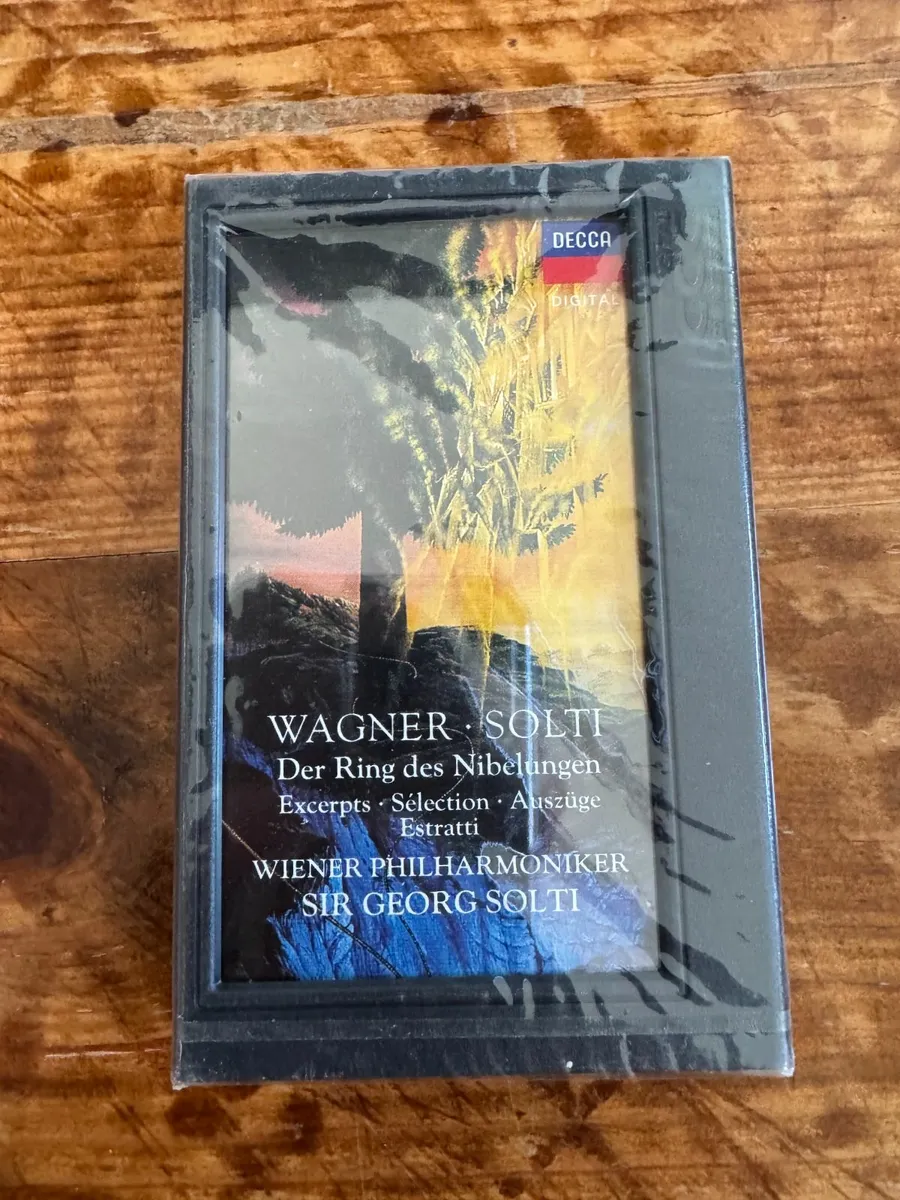 DECCA
DIGITAL
WAGNER · SOLTI
Der Ring des Nibelungen
Excerpts · Sélection · Auszüge
Estratti
WIENER PHILHARMONIKER
SIR GEORG SOLTI